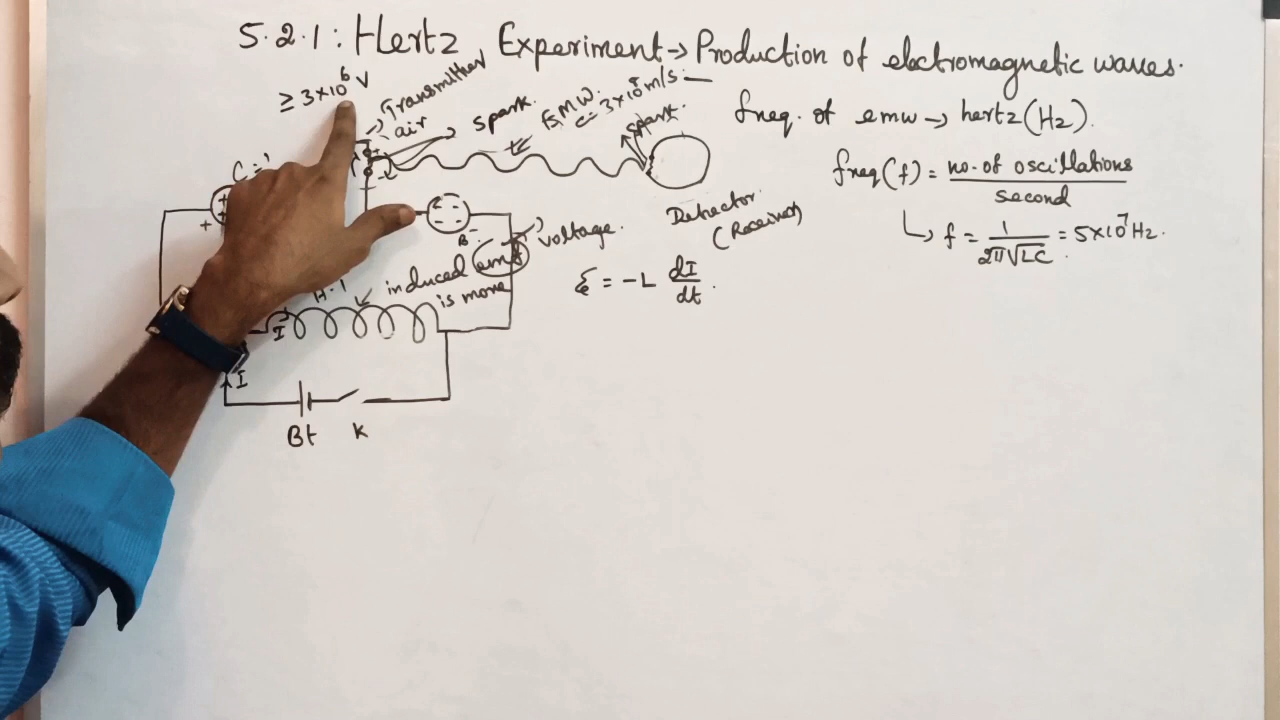 5.2.1: Hertz Experiment → Production of electromagnetic waves.
≥ 3×10⁶ V
Transmitter
air
spark.
EMW.
c = 3×10⁸ m/s
spark.
Detector
(Receiver)
freq. of emw → hertz (Hz).
freq (f) = no. of oscillations / second
f = 1 / 2π√LC = 5×10⁷ Hz.
C =
+
B -
voltage.
induced emf
is more
ξ = -L dI/dt .
I
I
Bt K